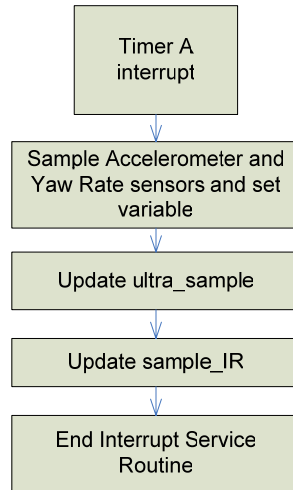 Timer A
interrupt
Sample Accelerometer and
Yaw Rate sensors and set
variable
Update ultra_sample
Update sample_IR
End Interrupt Service
Routine